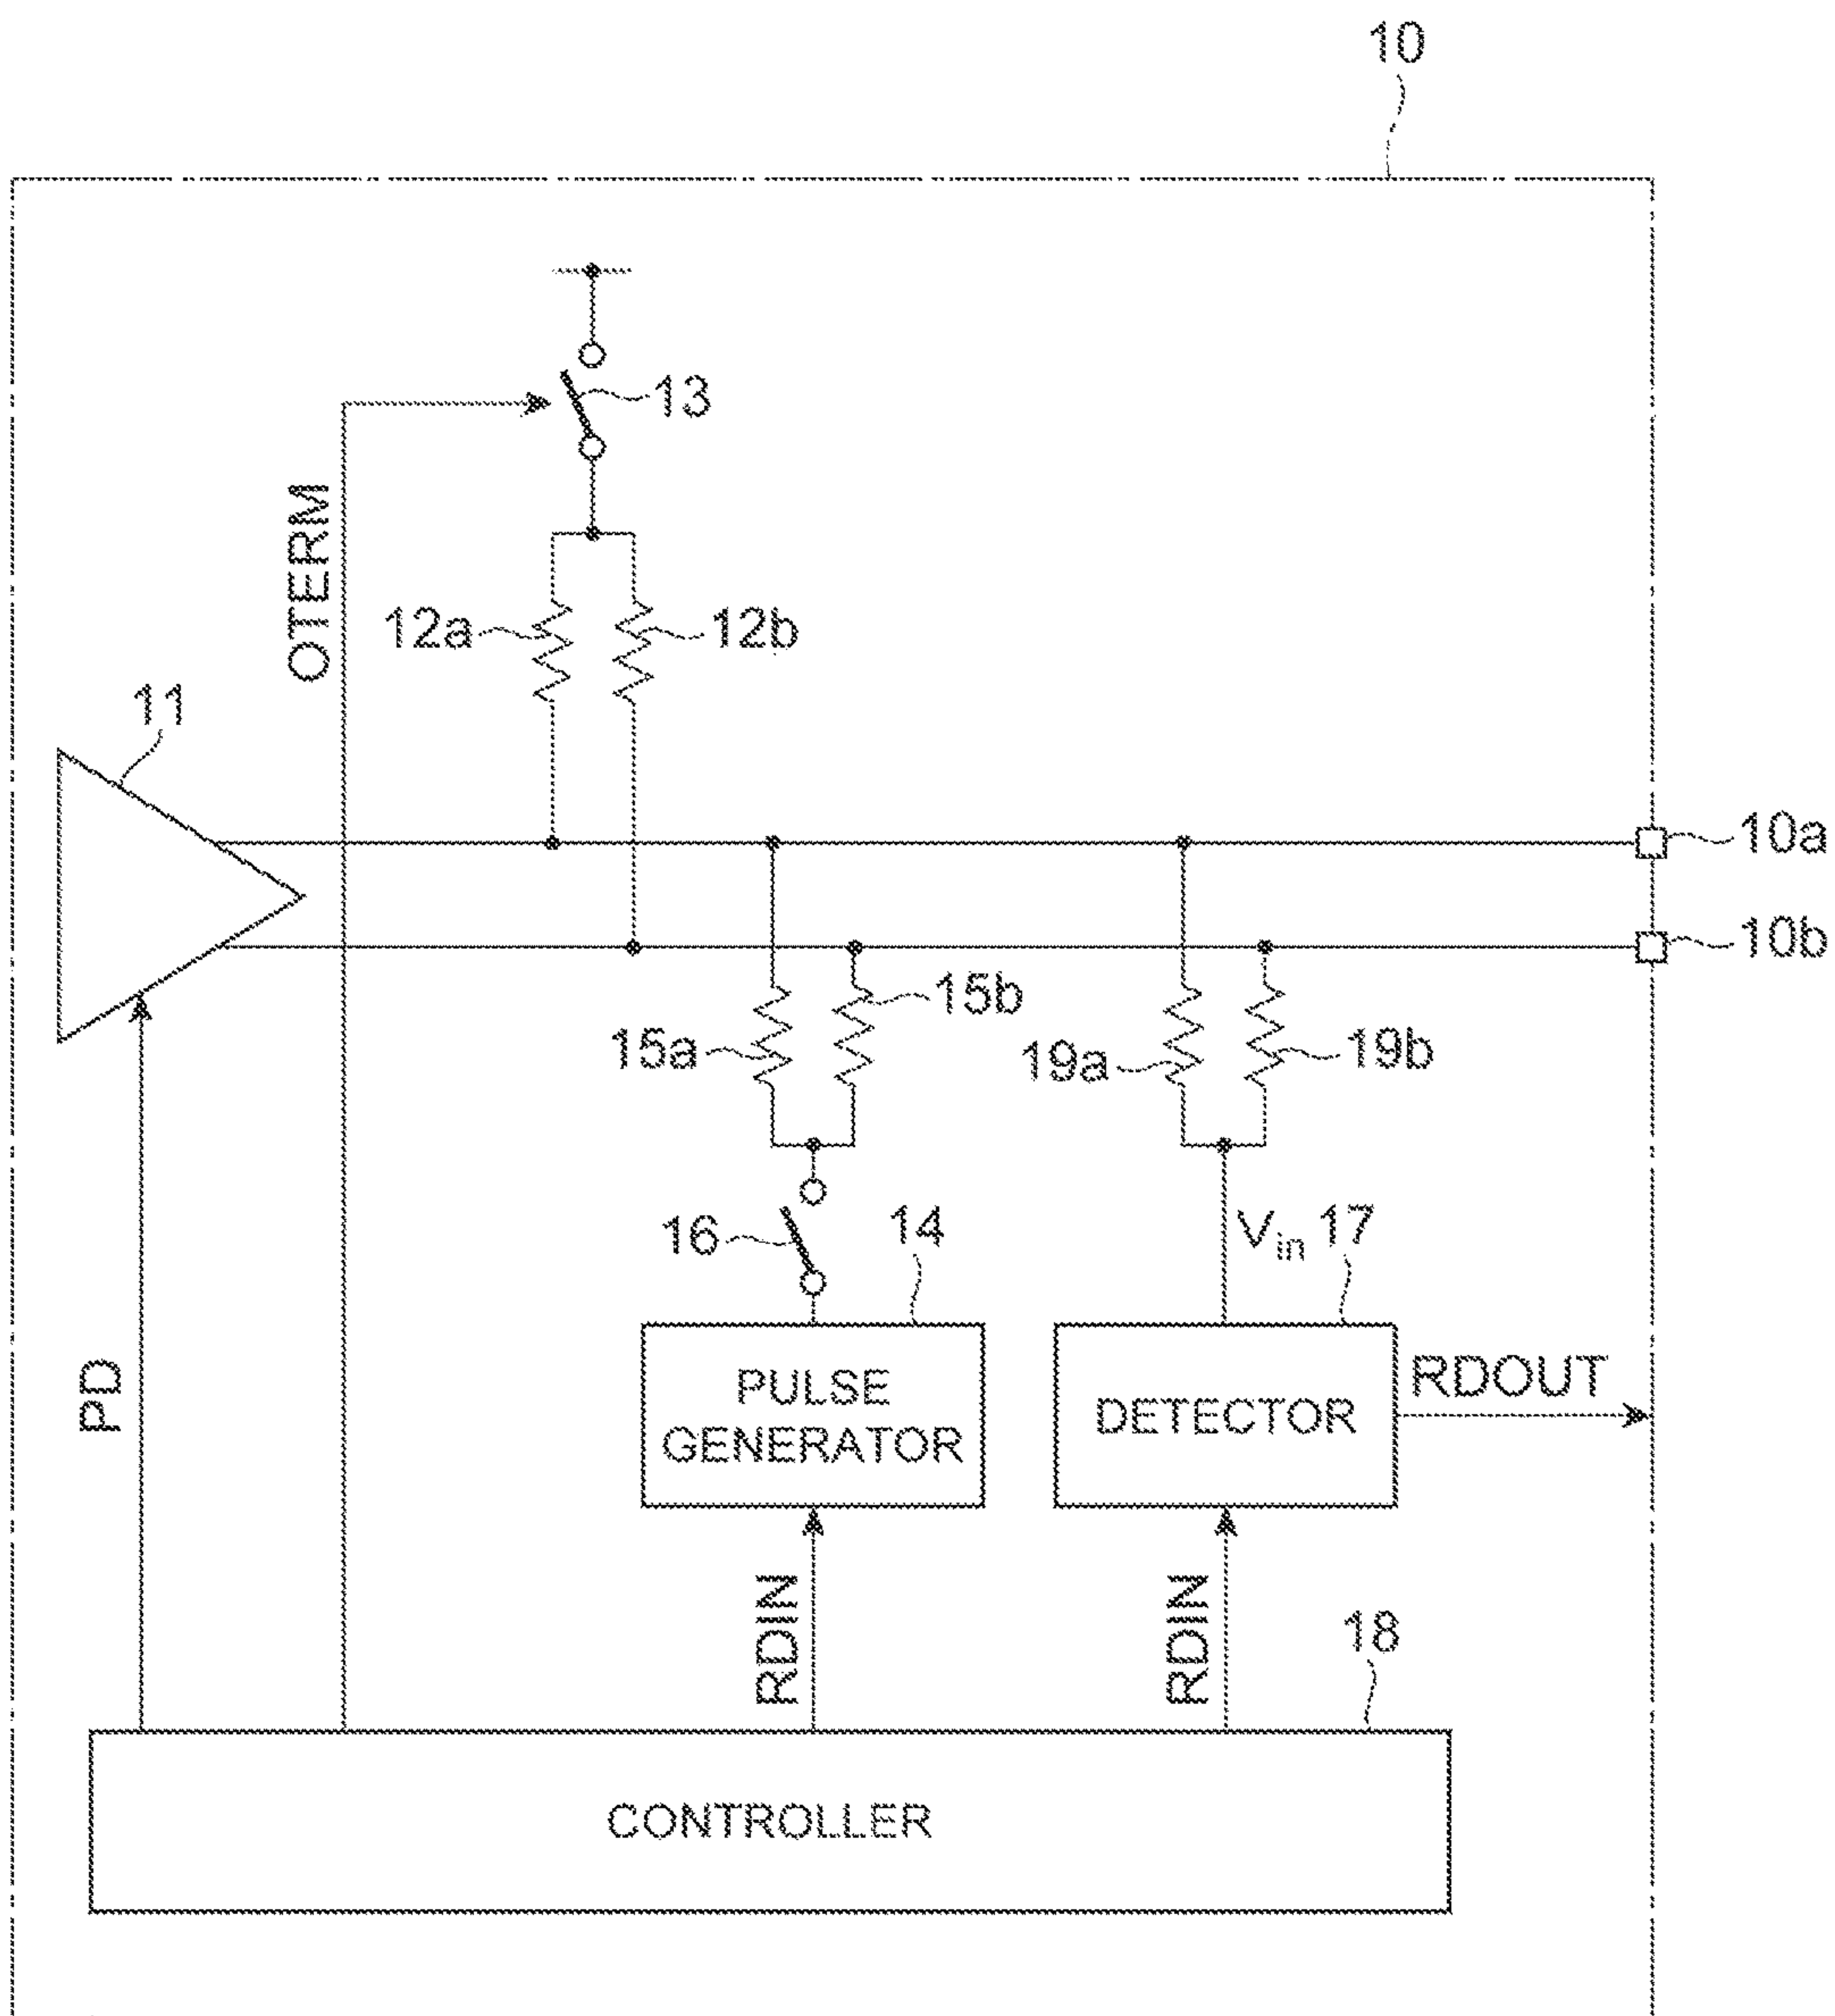 10
13
OTERM
12a
12b
11
10a
10b
15b
15a
19a
19b
16
14
Vin
17
PD
PULSE
GENERATOR
DETECTOR
RDOUT
RDIN
RDIN
18
CONTROLLER